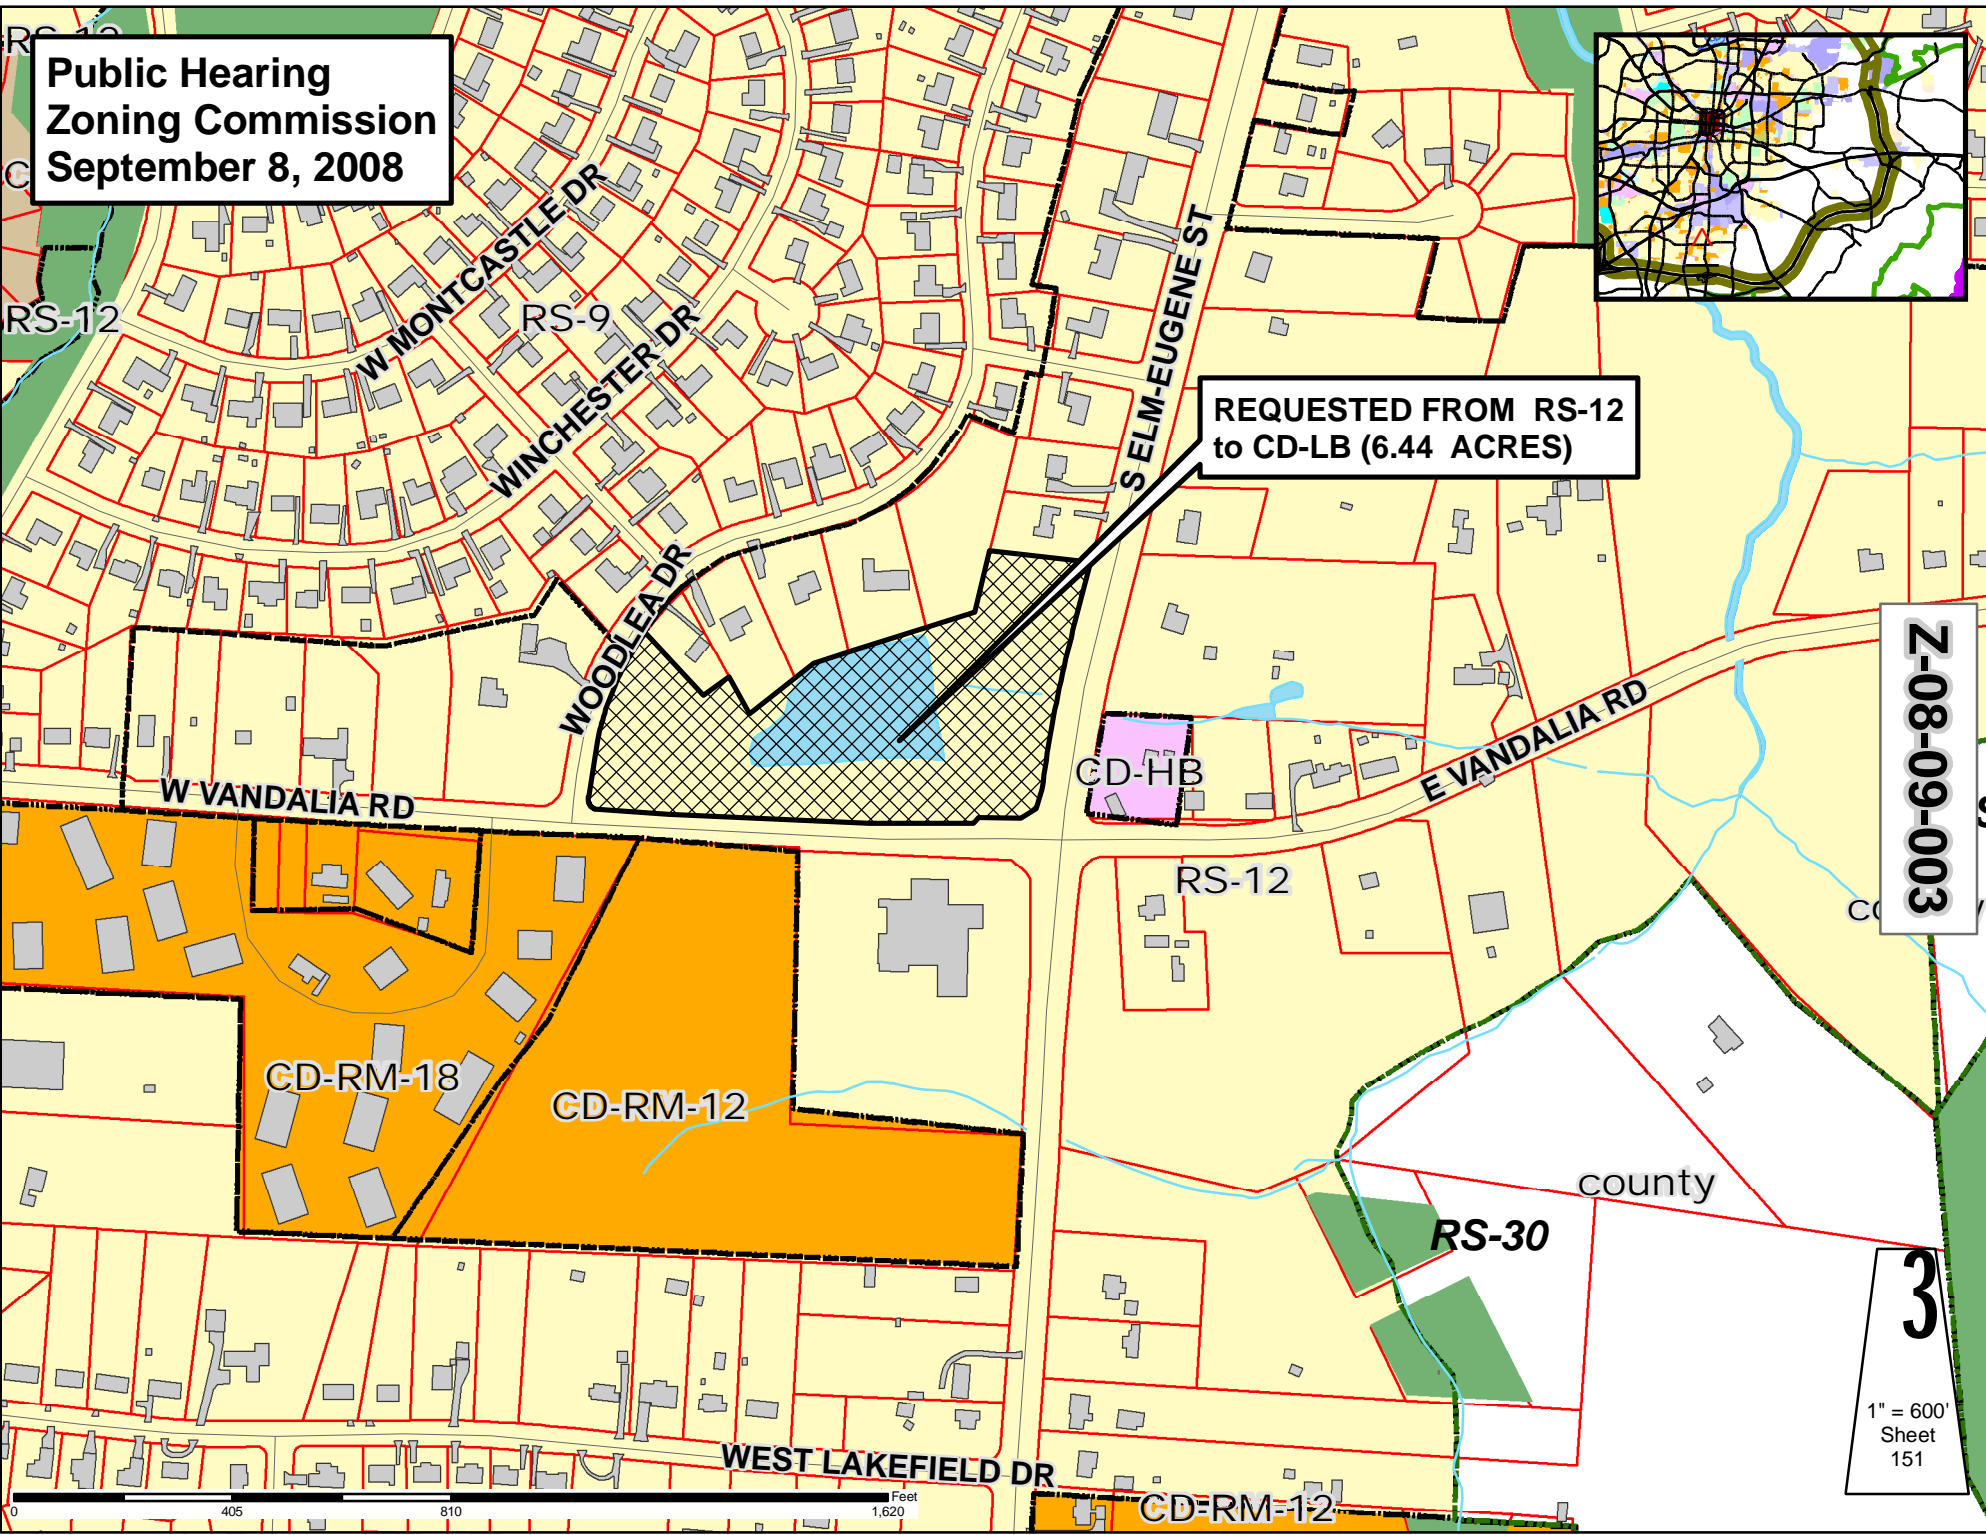 RS-12
Public Hearing
Zoning Commission
September 8, 2008
C
RS-12
W MONTCASTLE DR
RS-9
WINCHESTER DR
S ELM-EUGENE ST
REQUESTED FROM RS-12
to CD-LB (6.44 ACRES)
WOODLEA DR
Z-08-09-003
W VANDALIA RD
CD-HB
E VANDALIA RD
S
RS-12
CD-RM-18
CD-RM-12
county
RS-30
3
1" = 600'
Sheet
151
WEST LAKEFIELD DR
CD-RM-12
Feet
0 405 810 1,620